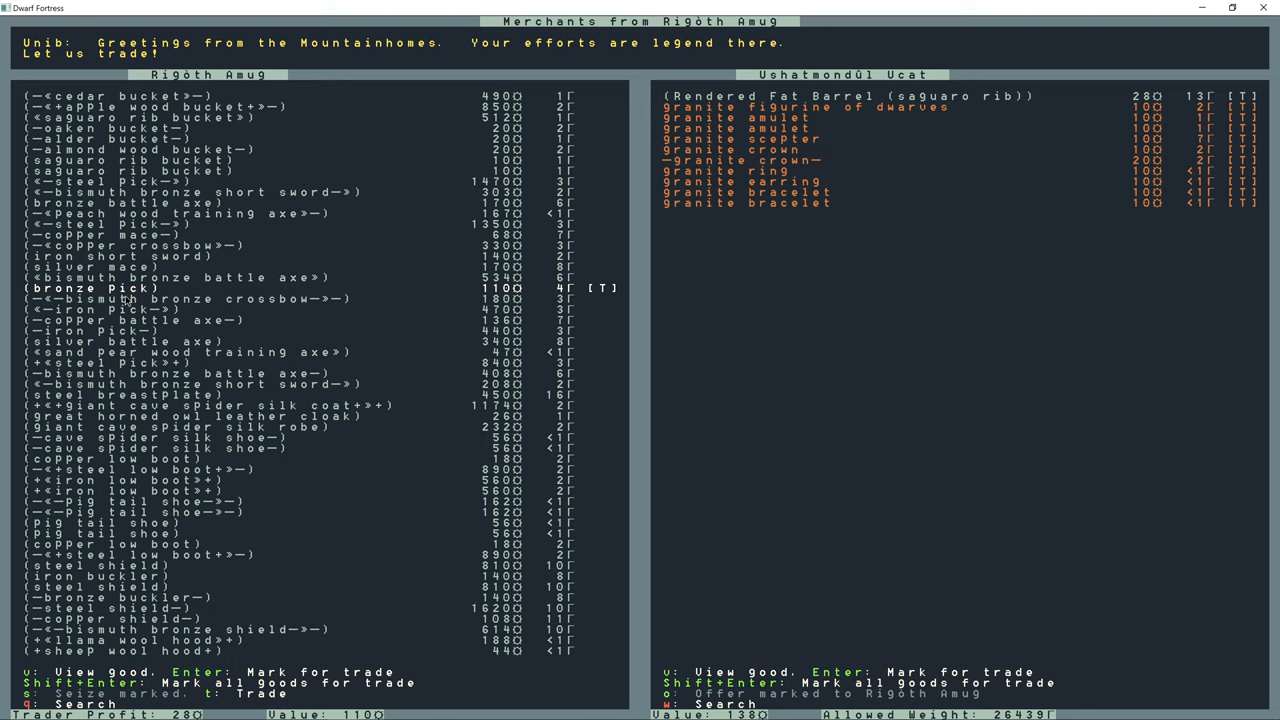 Dwarf Fortress
Merchants from Rigòth Amug
Unib: Greetings from the Mountainhomes. Your efforts are legend there.
Let us trade!
Rigòth Amug
Ushatmondûl Ucat
(—«cedar bucket»—) 490☼ 1Γ
(—«+apple wood bucket+»—) 850☼ 2Γ
(«saguaro rib bucket») 512☼ 1Γ
(—oaken bucket—) 20☼ 2Γ
(—alder bucket—) 20☼ 1Γ
(—almond wood bucket—) 20☼ 2Γ
(saguaro rib bucket) 10☼ 1Γ
(saguaro rib bucket) 10☼ 1Γ
(«—steel pick—») 1470☼ 3Γ
(«—bismuth bronze short sword—») 303☼ 2Γ
(bronze battle axe) 170☼ 6Γ
(—«peach wood training axe»—) 167☼ <1Γ
(«—steel pick—») 1350☼ 3Γ
(—copper mace—) 68☼ 7Γ
(—«copper crossbow»—) 330☼ 3Γ
(iron short sword) 140☼ 2Γ
(silver mace) 170☼ 8Γ
(«bismuth bronze battle axe») 534☼ 6Γ
(bronze pick) 110☼ 4Γ [T]
(—«—bismuth bronze crossbow—»—) 180☼ 3Γ
(«—iron pick—») 470☼ 3Γ
(—copper battle axe—) 136☼ 7Γ
(—iron pick—) 440☼ 3Γ
(silver battle axe) 340☼ 8Γ
(«sand pear wood training axe») 47☼ <1Γ
(+«steel pick»+) 840☼ 3Γ
(—bismuth bronze battle axe—) 408☼ 6Γ
(«—bismuth bronze short sword—») 208☼ 2Γ
(steel breastplate) 450☼ 16Γ
(+«+giant cave spider silk coat+»+) 1174☼ 2Γ
(great horned owl leather cloak) 26☼ 1Γ
(giant cave spider silk robe) 232☼ 2Γ
(—cave spider silk shoe—) 56☼ <1Γ
(—cave spider silk shoe—) 56☼ <1Γ
(copper low boot) 18☼ 2Γ
(—«+steel low boot+»—) 890☼ 2Γ
(+«iron low boot»+) 560☼ 2Γ
(+«iron low boot»+) 560☼ 2Γ
(—«—pig tail shoe—»—) 162☼ <1Γ
(—«—pig tail shoe—»—) 162☼ <1Γ
(pig tail shoe) 56☼ <1Γ
(pig tail shoe) 56☼ <1Γ
(copper low boot) 18☼ 2Γ
(—«+steel low boot+»—) 890☼ 2Γ
(steel shield) 810☼ 10Γ
(iron buckler) 140☼ 8Γ
(steel shield) 810☼ 10Γ
(—bronze buckler—) 140☼ 8Γ
(—steel shield—) 1620☼ 10Γ
(—copper shield—) 108☼ 11Γ
(—«—bismuth bronze shield—»—) 614☼ 10Γ
(+«llama wool hood»+) 188☼ <1Γ
(+sheep wool hood+) 44☼ <1Γ
v: View good, Enter: Mark for trade
Shift+Enter: Mark all goods for trade
s: Seize marked, t: Trade
q: Search
Trader Profit: 28☼ Value: 110☼
(Rendered Fat Barrel (saguaro rib)) 28☼ 13Γ [T]
granite figurine of dwarves 10☼ 2Γ [T]
granite amulet 10☼ 1Γ [T]
granite amulet 10☼ 1Γ [T]
granite scepter 10☼ 7Γ [T]
granite crown 10☼ 2Γ [T]
—granite crown— 20☼ 2Γ [T]
granite ring 10☼ <1Γ [T]
granite earring 10☼ <1Γ [T]
granite bracelet 10☼ <1Γ [T]
granite bracelet 10☼ <1Γ [T]
v: View good, Enter: Mark for trade
Shift+Enter: Mark all goods for trade
o: Offer marked to Rigòth Amug
w: Search
Value: 138☼ Allowed Weight: 26439Γ